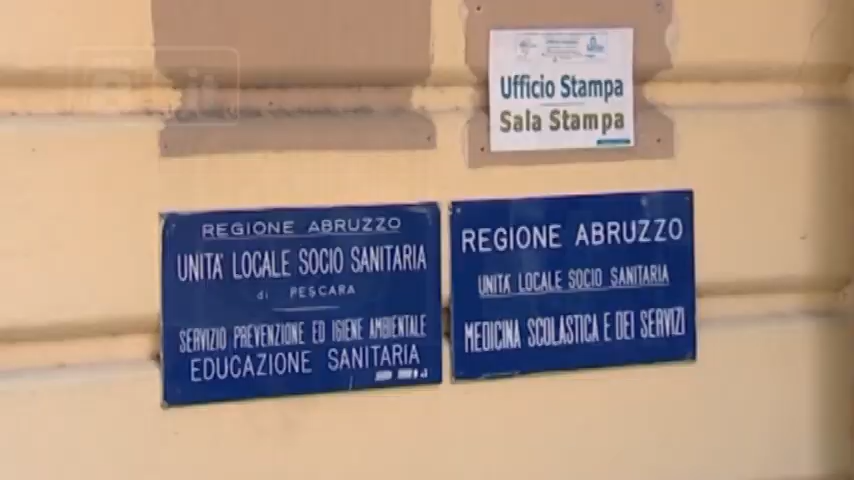 Ufficio Stampa
Sala Stampa
REGIONE ABRUZZO
UNITA' LOCALE SOCIO SANITARIA
di PESCARA
SERVIZIO PREVENZIONE ED IGIENE AMBIENTALE
EDUCAZIONE SANITARIA
REGIONE ABRUZZO
UNITA' LOCALE SOCIO SANITARIA
MEDICINA SCOLASTICA E DEI SERVIZI